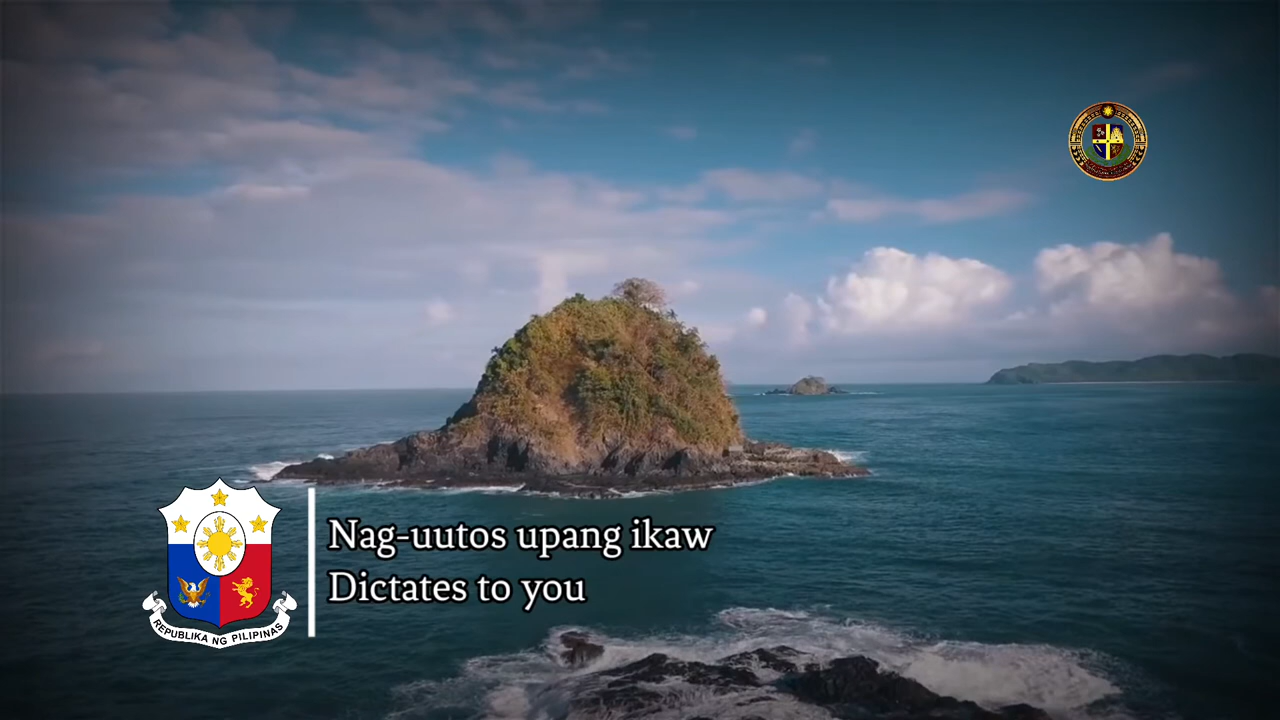 Nag-uutos upang ikaw
Dictates to you
REPUBLIKA NG PILIPINAS